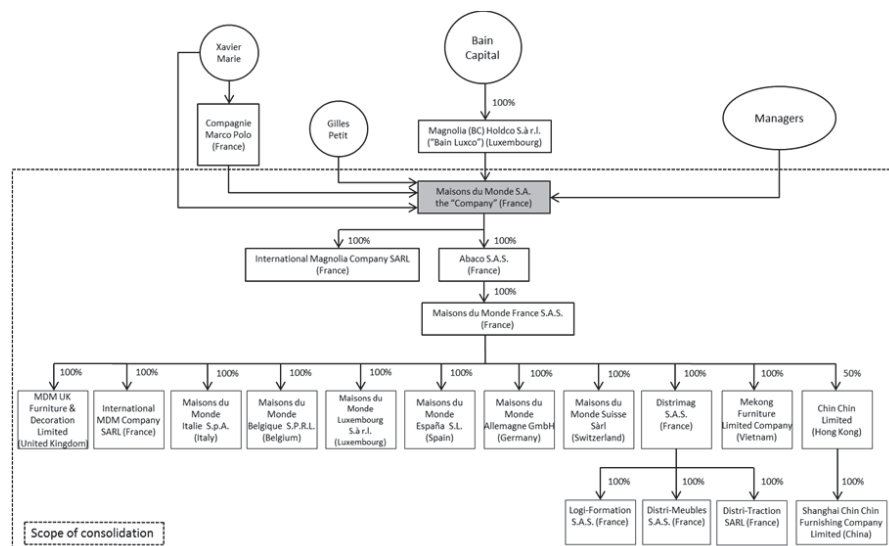 Xavier
Marie
Bain
Capital
100%
Compagnie
Marco Polo
(France)
Gilles
Petit
Magnolia (BC) Holdco S.à r.l.
("Bain Luxco") (Luxembourg)
Managers
Maisons du Monde S.A.
the "Company" (France)
100%
100%
International Magnolia Company SARL
(France)
Abaco S.A.S.
(France)
100%
Maisons du Monde France S.A.S.
(France)
100%
100%
100%
100%
100%
100%
100%
100%
100%
100%
50%
MDM UK
Furniture &
Decoration
Limited
(United Kingdom)
International
MDM Company
SARL (France)
Maisons du
Monde
Italie S.p.A.
(Italy)
Maisons du
Monde
Belgique S.P.R.L.
(Belgium)
Maisons du
Monde
Luxembourg
S.à r.l.
(Luxembourg)
Maisons du
Monde
España S.L.
(Spain)
Maisons du
Monde
Allemagne GmbH
(Germany)
Maisons du
Monde Suisse
Sàrl
(Switzerland)
Distrimag
S.A.S.
(France)
Mekong
Furniture
Limited Company
(Vietnam)
Chin Chin
Limited
(Hong Kong)
100%
100%
100%
100%
Logi-Formation
S.A.S. (France)
Distri-Meubles
S.A.S. (France)
Distri-Traction
SARL (France)
Shanghai Chin Chin
Furnishing Company
Limited (China)
Scope of consolidation